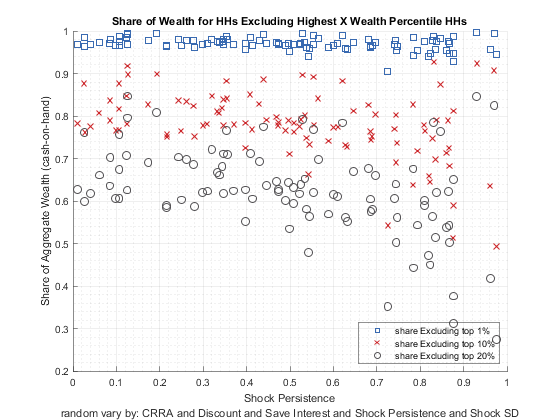 Share of Wealth for HHs Excluding Highest X Wealth Percentile HHs
1
0.9
0.8
0.7
0.6
0.5
0.4
0.3
0.2
Share of Aggregate Wealth (cash-on-hand)
share Excluding top 1%
share Excluding top 10%
share Excluding top 20%
0 0.1 0.2 0.3 0.4 0.5 0.6 0.7 0.8 0.9 1
Shock Persistence
random vary by: CRRA and Discount and Save Interest and Shock Persistence and Shock SD